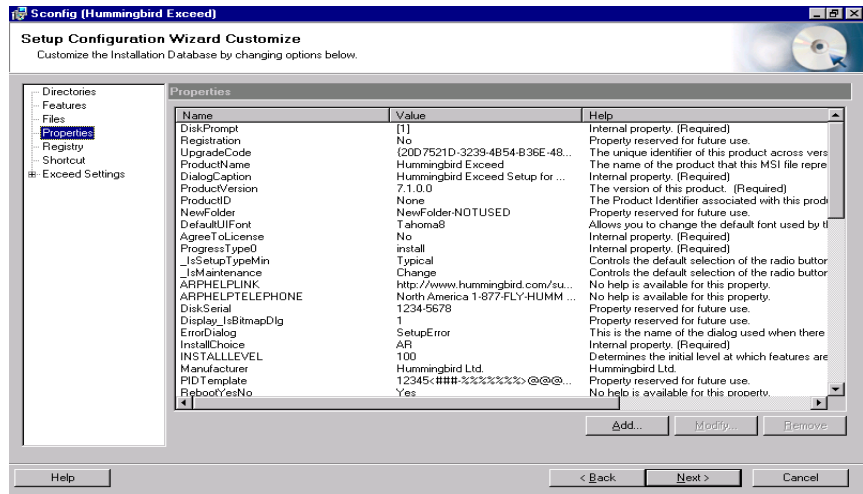 Sconfig (Hummingbird Exceed)
Setup Configuration Wizard Customize
Customize the Installation Database by changing options below.
Directories
Features
Files
Properties
Registry
Shortcut
Exceed Settings
Properties
Name Value Help
DiskPrompt [1] Internal property. (Required)
Registration No Property reserved for future use.
UpgradeCode {20D7521D-3239-4B54-B36E-48... The unique identifier of this product across vers
ProductName Hummingbird Exceed The name of the product that this MSI file repre
DialogCaption Hummingbird Exceed Setup for ... Internal property. (Required)
ProductVersion 7.1.0.0 The version of this product. (Required)
ProductID None The Product Identifier associated with this produ
NewFolder NewFolder-NOTUSED Property reserved for future use.
DefaultUIFont Tahoma8 Allows you to change the default font used by th
AgreeToLicense No Internal property. (Required)
ProgressType0 install Internal property. (Required)
_IsSetupTypeMin Typical Controls the default selection of the radio button
_IsMaintenance Change Controls the default selection of the radio button
ARPHELPLINK http://www.hummingbird.com/su... No help is available for this property.
ARPHELPTELEPHONE North America 1-877-FLY-HUMM ... No help is available for this property.
DiskSerial 1234-5678 Property reserved for future use.
Display_IsBitmapDlg 1 Property reserved for future use.
ErrorDialog SetupError This is the name of the dialog used when there
InstallChoice AR Internal property. (Required)
INSTALLLEVEL 100 Determines the initial level at which features are
Manufacturer Hummingbird Ltd. Hummingbird Ltd.
PIDTemplate 12345<###-%%%%%%%>@@@... Property reserved for future use.
RebootYesNo Yes No help is available for this property.
Add... Modify... Remove
Help < Back Next > Cancel